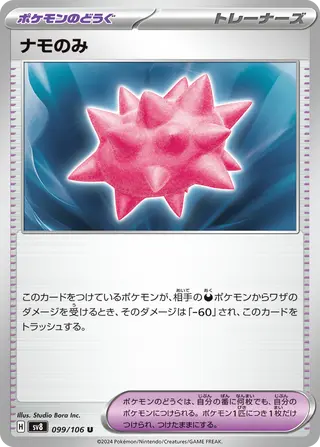 ポケモンのどうぐ
トレーナーズ
ナモのみ
このカードをつけているポケモンが、相手のポケモンからワザの
ダメージを受けるとき、そのダメージは「-60」され、このカードを
トラッシュする。
Illus. Studio Bora Inc.
H sv8 099/106 U
ポケモンのどうぐは、自分の番に何枚でも、自分の
ポケモンにつけられる。ポケモン1匹につき1枚だけ
つけられ、つけたままにする。
©2024 Pokémon/Nintendo/Creatures/GAME FREAK.